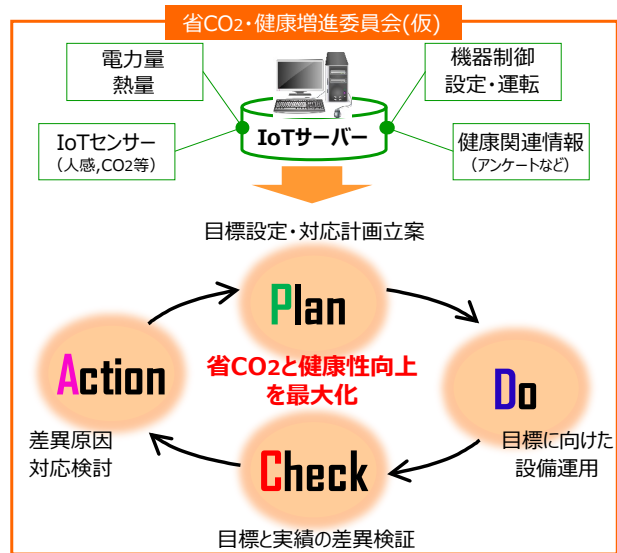 省CO2・健康増進委員会(仮)
電力量
熱量
機器制御
設定・運転
IoTセンサー
(人感,CO2等)
IoTサーバー
健康関連情報
(アンケートなど)
目標設定・対応計画立案
Plan
省CO2と健康性向上
を最大化
Action
Do
差異原因
対応検討
目標に向けた
設備運用
Check
目標と実績の差異検証